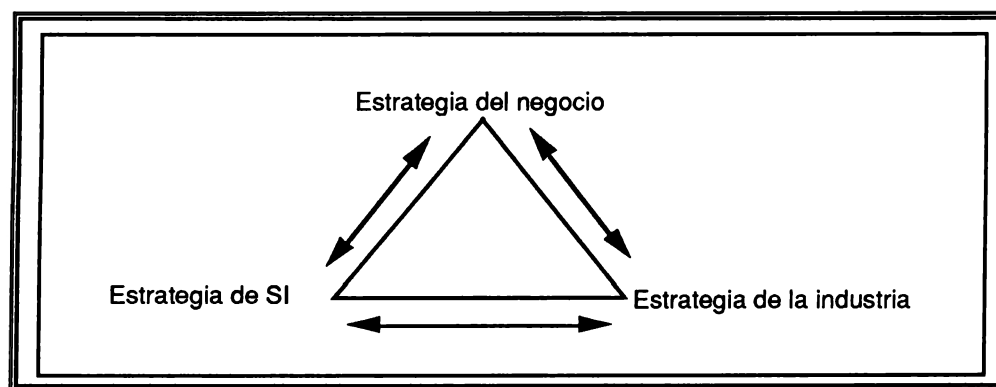 Estrategia del negocio
Estrategia de SI
Estrategia de la industria